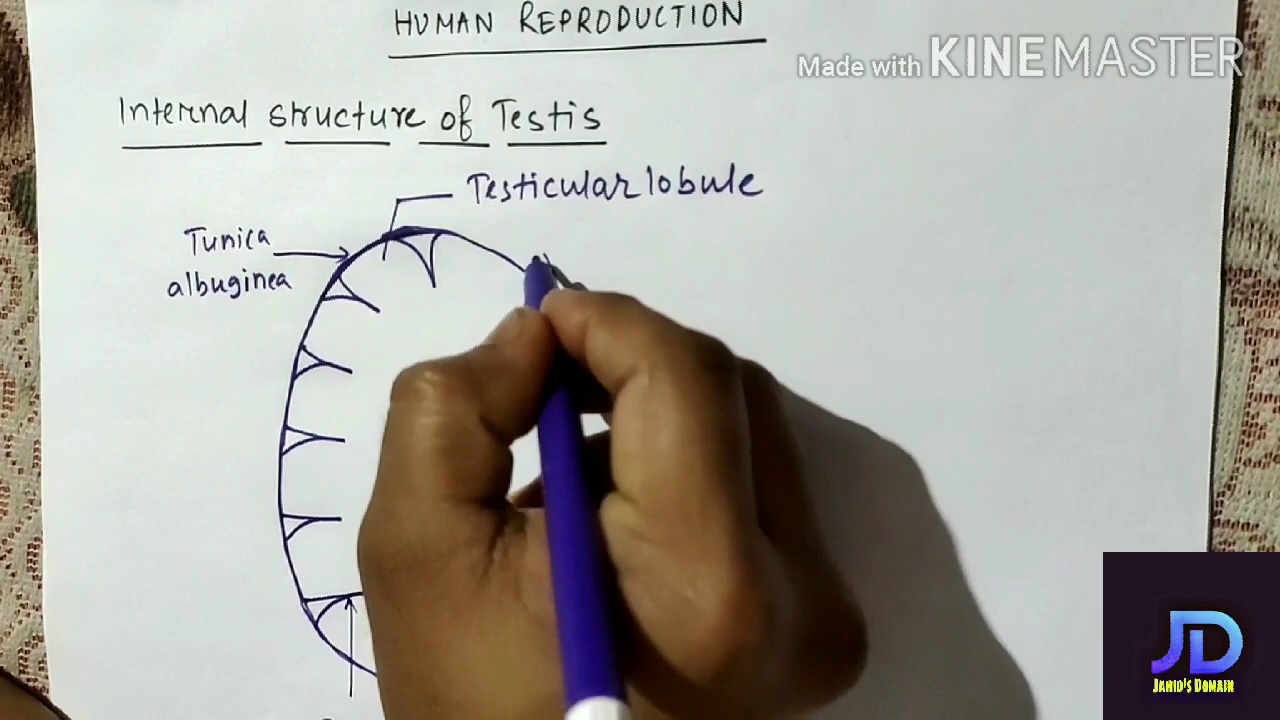 HUMAN REPRODUCTION
Made with KINEMASTER
Internal structure of Testis
Testicular lobule
Tunica
albuginea
JD
JAHID'S DOMAIN